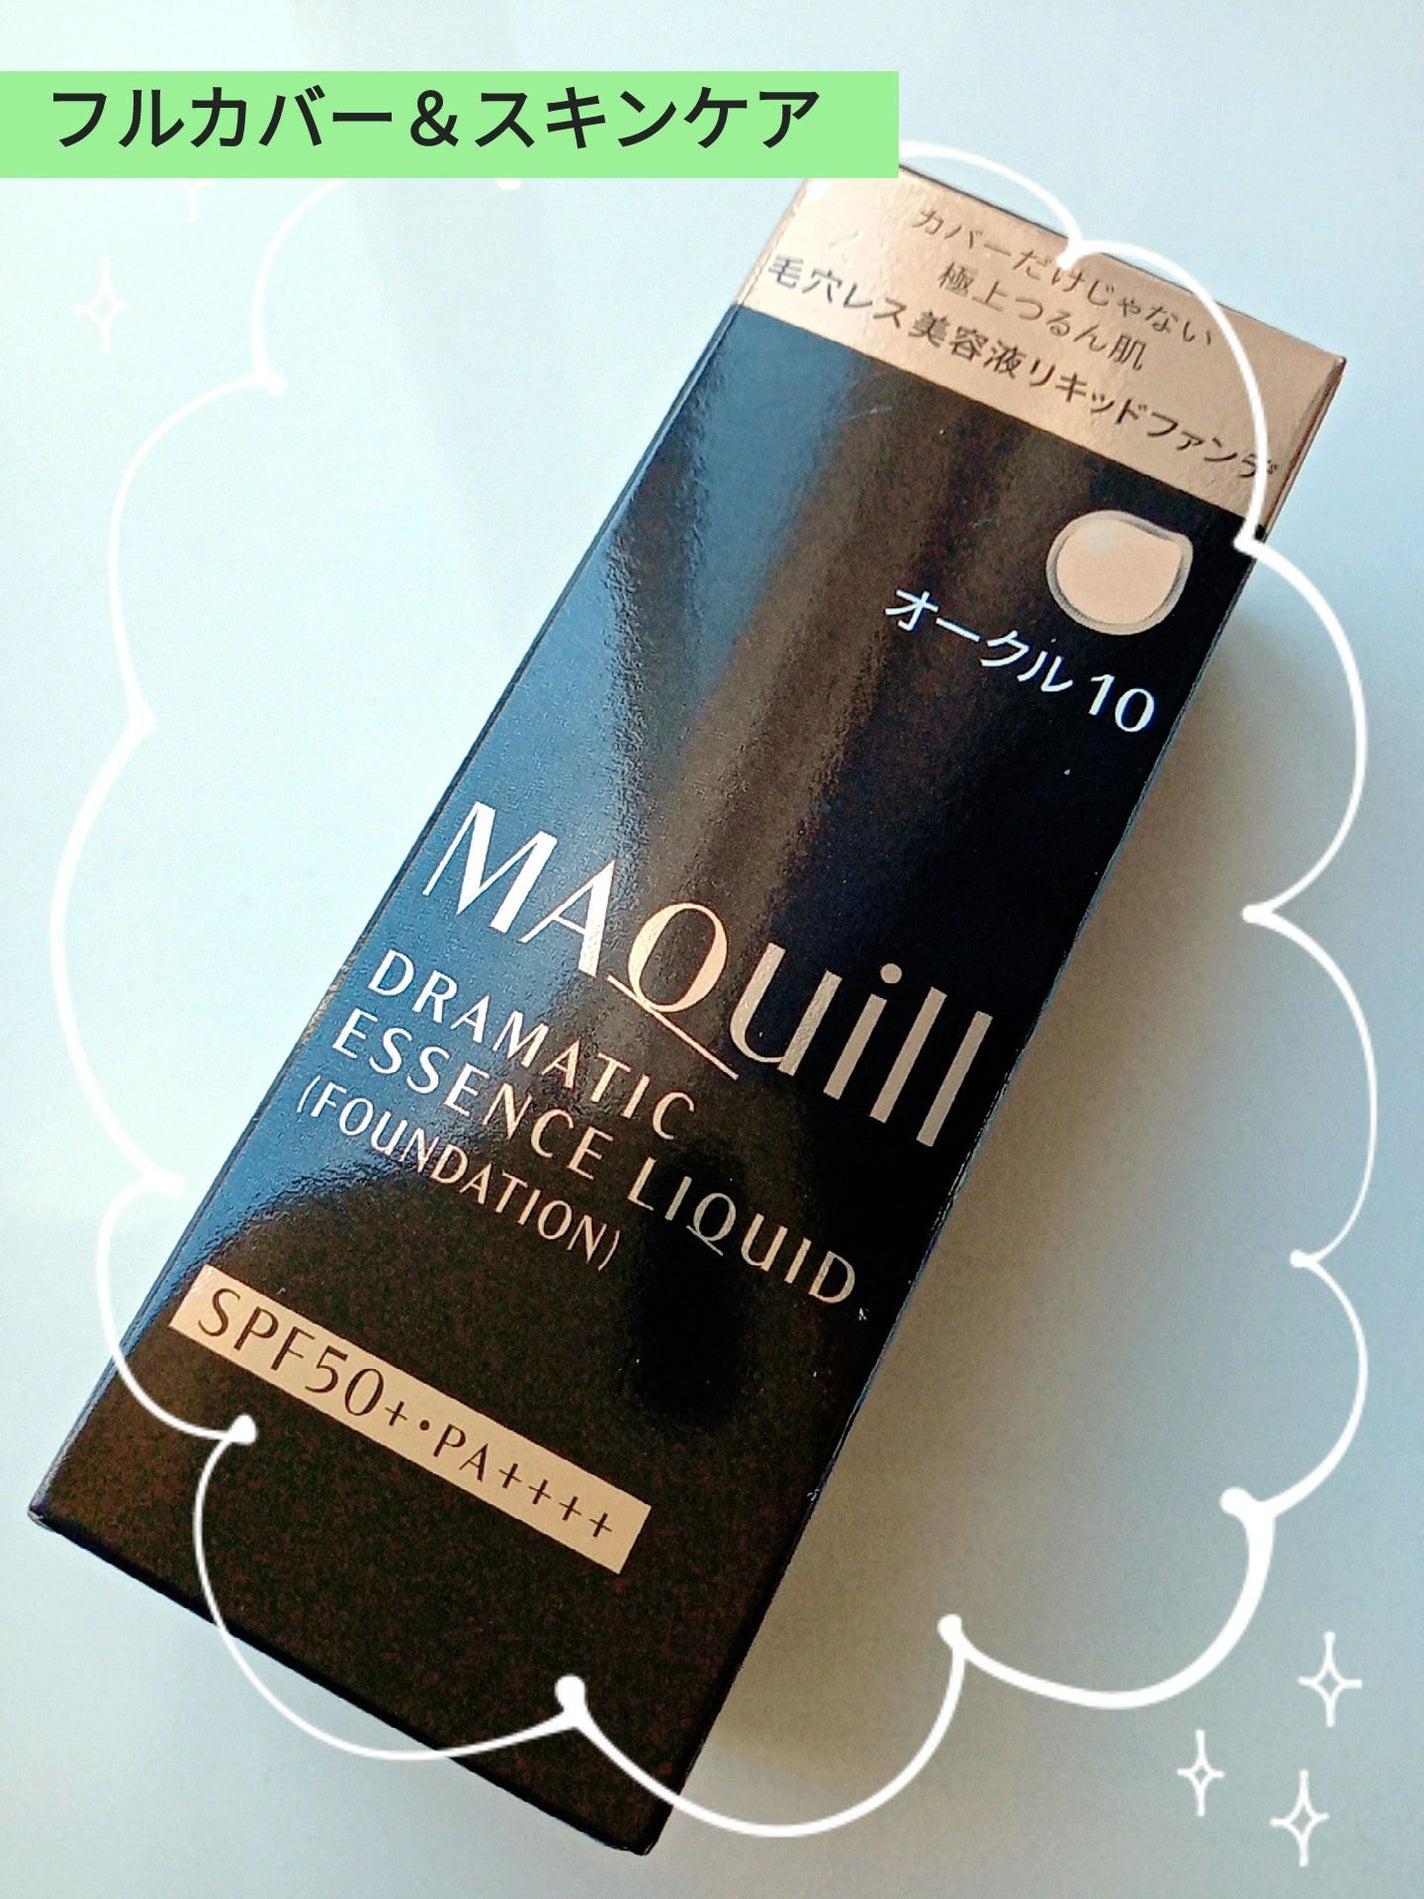 フルカバー＆スキンケア
カバーだけじゃない
極上つるん肌
毛穴レス美容液リキッドファンデ
オークル10
MAQuill
DRAMATIC
ESSENCE LIQUID
(FOUNDATION)
SPF50+・PA++++